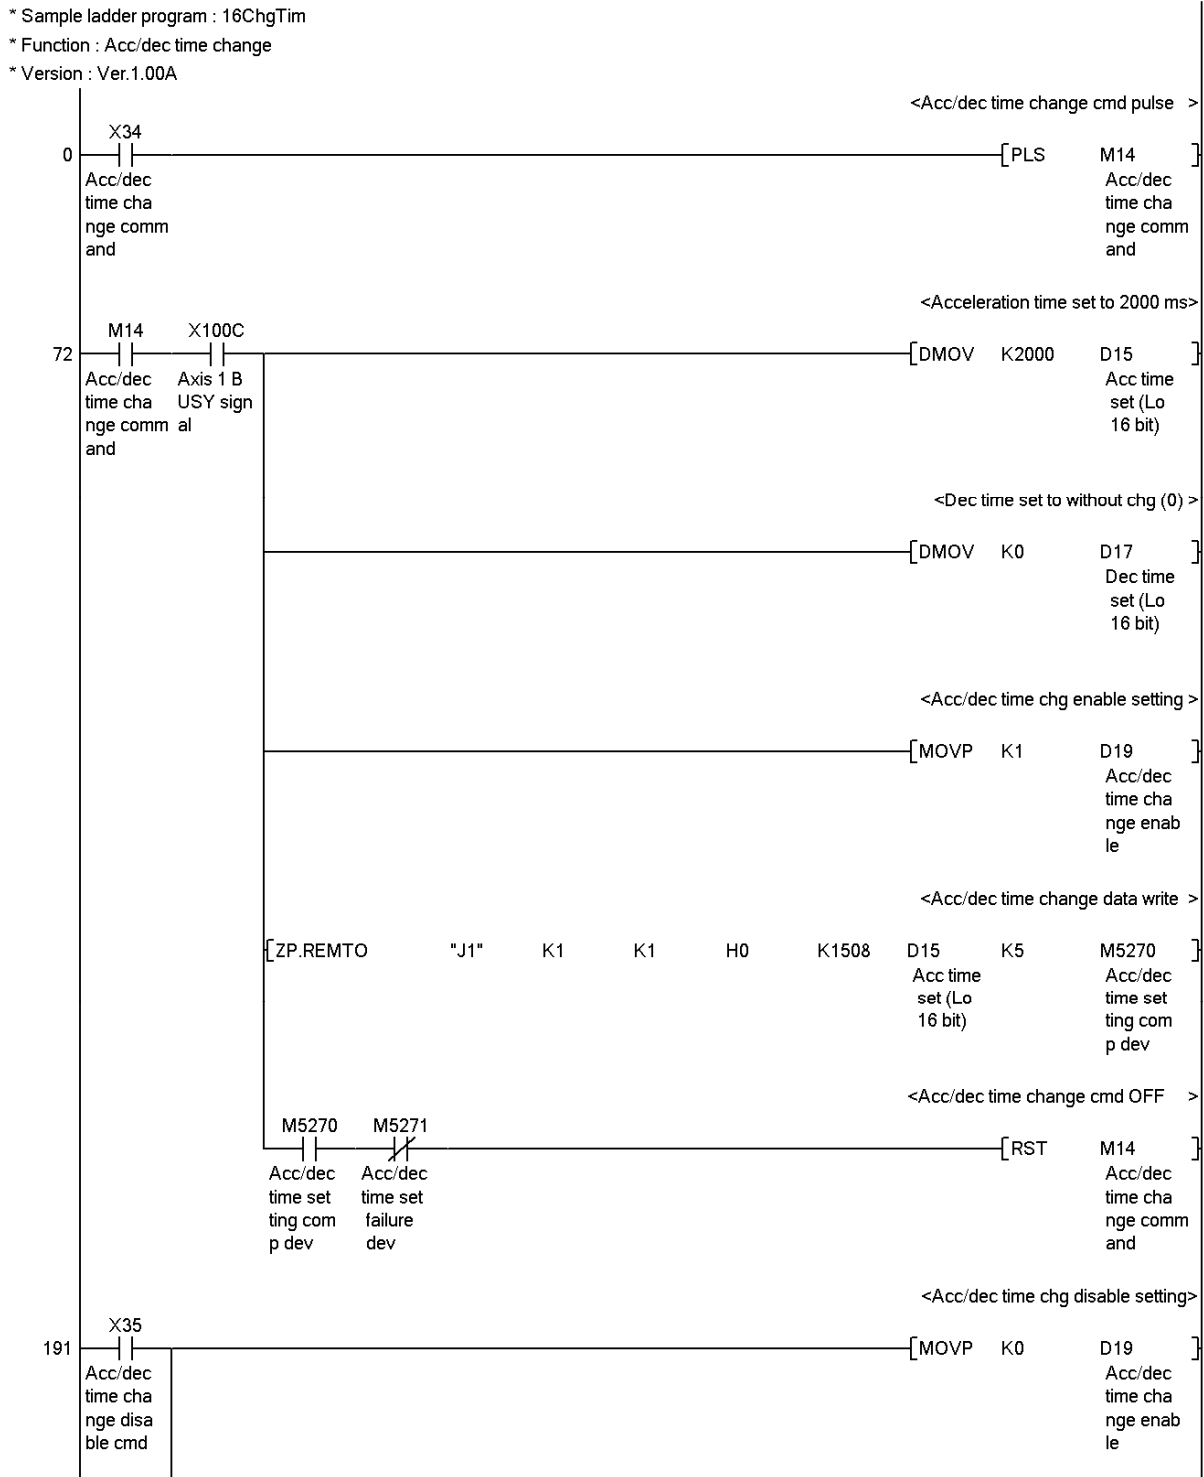 * Sample ladder program : 16ChgTim
* Function : Acc/dec time change
* Version : Ver.1.00A
<Acc/dec time change cmd pulse >
X34
0 PLS M14
Acc/dec Acc/dec
time cha time cha
nge comm nge comm
and and
<Acceleration time set to 2000 ms>
M14 X100C
72 DMOV K2000 D15
Acc/dec Axis 1 B Acc time
time cha USY sign set (Lo
nge comm al 16 bit)
and
<Dec time set to without chg (0) >
DMOV K0 D17
Dec time
set (Lo
16 bit)
<Acc/dec time chg enable setting >
MOVP K1 D19
Acc/dec
time cha
nge enab
le
<Acc/dec time change data write >
ZP.REMTO "J1" K1 K1 H0 K1508 D15 K5 M5270
Acc time Acc/dec
set (Lo time set
16 bit) ting com
p dev
<Acc/dec time change cmd OFF >
M5270 M5271
RST M14
Acc/dec Acc/dec Acc/dec
time set time set time cha
ting com failure nge comm
p dev dev and
<Acc/dec time chg disable setting>
X35
191 MOVP K0 D19
Acc/dec Acc/dec
time cha time cha
nge disa nge enab
ble cmd le